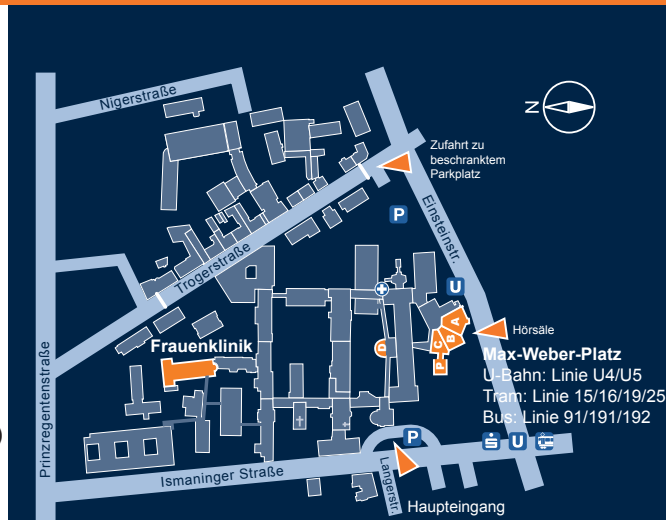 Nigerstraße
N
Zufahrt zu
beschranktem
Parkplatz
P
Einsteinstr.
Trogerstraße
U
Hörsäle
A
B
C
P
D
Frauenklinik
Max-Weber-Platz
U-Bahn: Linie U4/U5
Tram: Linie 15/16/19/25
Bus: Linie 91/191/192
Prinzregentenstraße
P
S
U
Ismaninger Straße
Langerstr.
Haupteingang